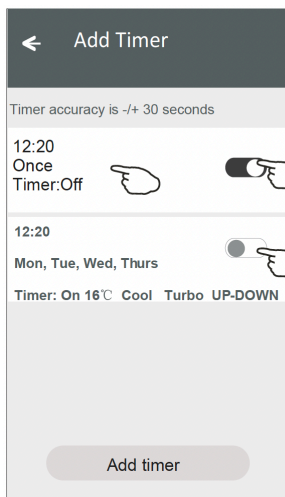 Add Timer
Timer accuracy is -/+ 30 seconds
12:20
Once
Timer:Off
12:20
Mon, Tue, Wed, Thurs
Timer: On 16℃ Cool Turbo UP-DOWN
Add timer